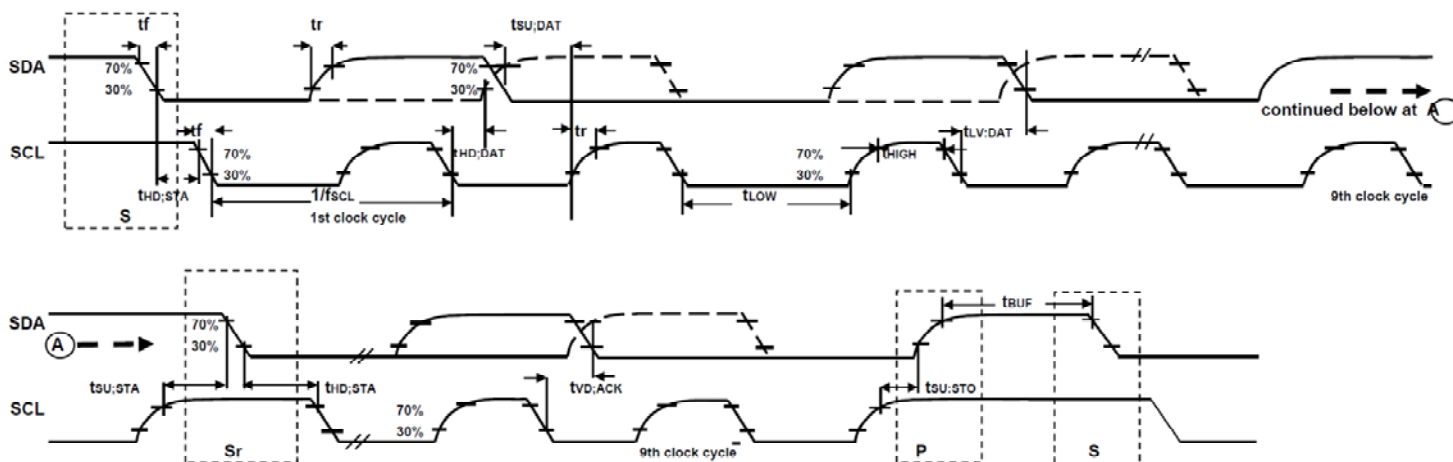 tf tr tSU;DAT
SDA 70% 70%
30% 30%
continued below at A
tf tHD;DAT tr tLV:DAT
SCL 70% 70% tHIGH
30% 30%
tHD;STA 1/fSCL tLOW
S 1st clock cycle 9th clock cycle
tBUF
SDA 70%
A 30%
tSU;STA tHD;STA tVD;ACK tSU:STO
SCL 70%
30%
Sr 9th clock cycle P S